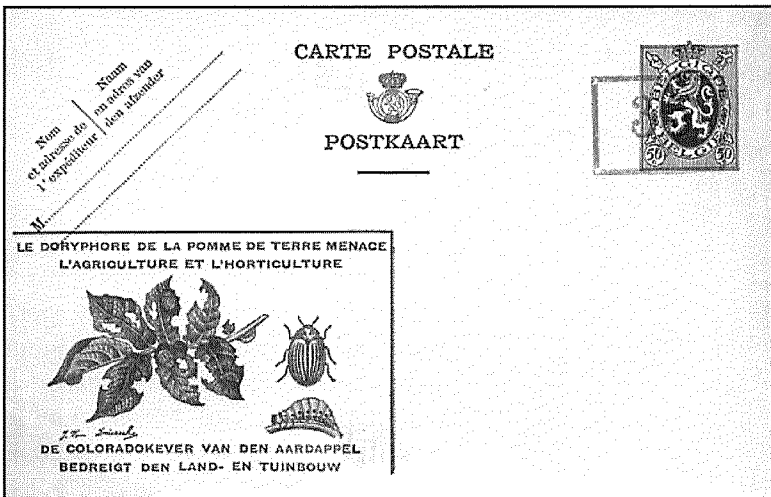 CARTE POSTALE
POSTKAART
Nom
et adresse de
l'expéditeur
Naam
en adres van
den afzender
M.
BELGIQUE
BELGIË
50 50
LE DORYPHORE DE LA POMME DE TERRE MENACE
L'AGRICULTURE ET L'HORTICULTURE
DE COLORADOKEVER VAN DEN AARDAPPEL
BEDREIGT DEN LAND- EN TUINBOUW